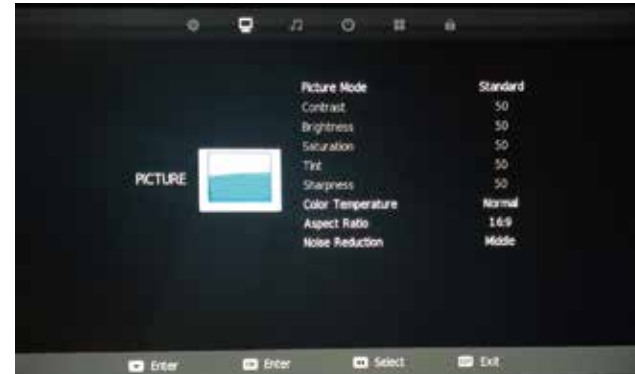 Picture Mode Standard
Contrast 50
Brightness 50
Saturation 50
Tint 50
PICTURE
Sharpness 50
Color Temperature Normal
Aspect Ratio 16:9
Noise Reduction Middle
Enter Enter Select Exit